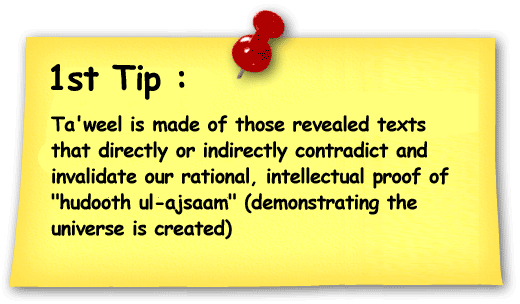 1st Tip :
Ta'weel is made of those revealed texts
that directly or indirectly contradict and
invalidate our rational, intellectual proof of
"hudooth ul-ajsaam" (demonstrating the
universe is created)